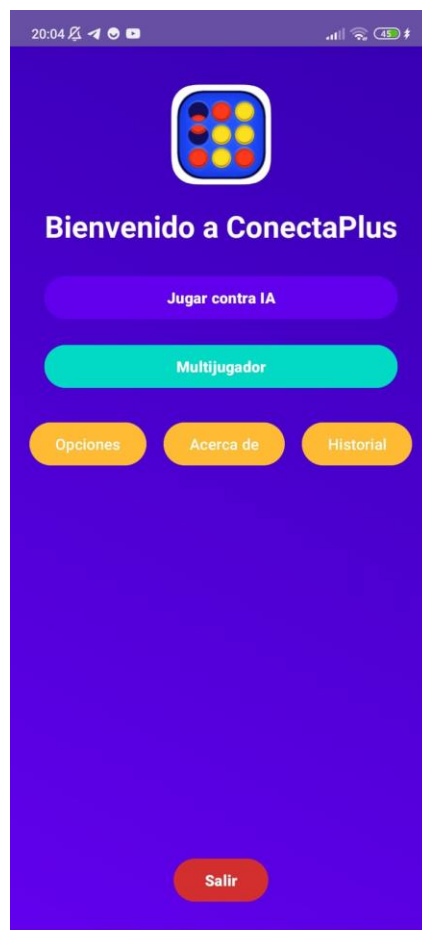 20:04 45
Bienvenido a ConectaPlus
Jugar contra IA
Multijugador
Opciones Acerca de Historial
Salir